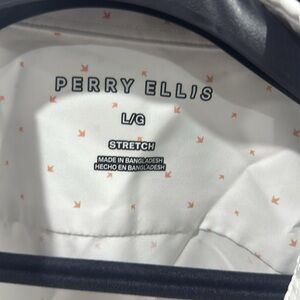 PERRY ELLIS
L/G
STRETCH
MADE IN BANGLADESH
HECHO EN BANGLADESH